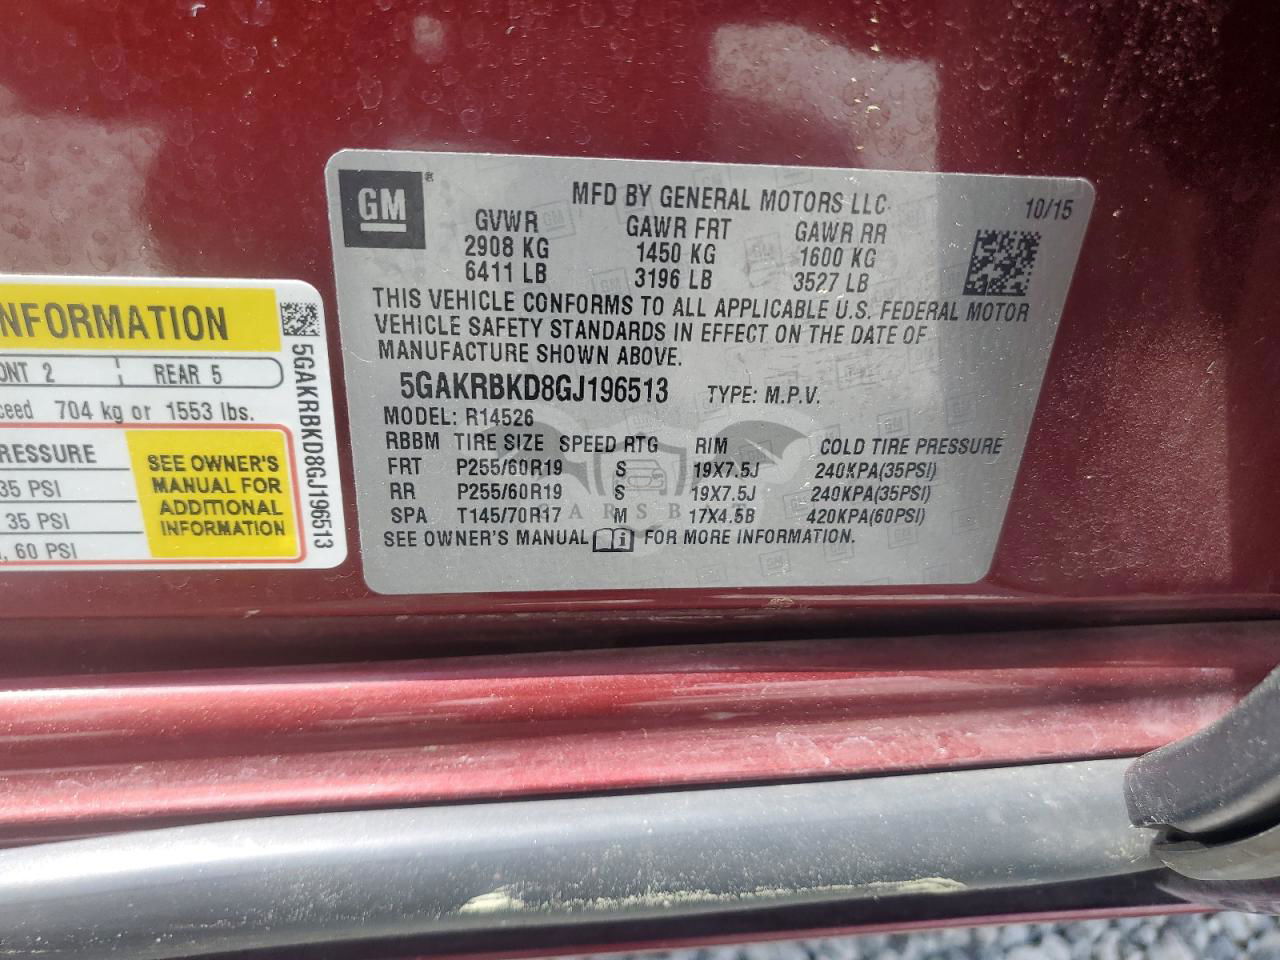 GM®
MFD BY GENERAL MOTORS LLC
10/15
GVWR GAWR FRT GAWR RR
2908 KG 1450 KG 1600 KG
6411 LB 3196 LB 3527 LB
THIS VEHICLE CONFORMS TO ALL APPLICABLE U.S. FEDERAL MOTOR
VEHICLE SAFETY STANDARDS IN EFFECT ON THE DATE OF
MANUFACTURE SHOWN ABOVE.
5GAKRBKD8GJ196513 TYPE: M.P.V.
MODEL: R14526
RBBM TIRE SIZE SPEED RTG RIM COLD TIRE PRESSURE
FRT P255/60R19 S 19X7.5J 240KPA(35PSI)
RR P255/60R19 S 19X7.5J 240KPA(35PSI)
SPA T145/70R17 M 17X4.5B 420KPA(60PSI)
SEE OWNER'S MANUAL FOR MORE INFORMATION.
CARSBAT
NFORMATION
ONT 2 REAR 5
ceed 704 kg or 1553 lbs.
RESSURE
35 PSI
35 PSI
, 60 PSI
SEE OWNER'S
MANUAL FOR
ADDITIONAL
INFORMATION
5GAKRBKD8GJ196513